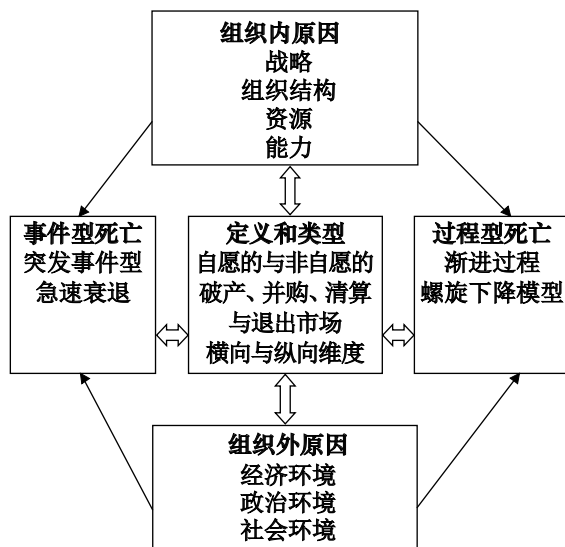 组织内原因
战略
组织结构
资源
能力
事件型死亡
突发事件型
急速衰退
定义和类型
自愿的与非自愿的
破产、并购、清算
与退出市场
横向与纵向维度
过程型死亡
渐进过程
螺旋下降模型
组织外原因
经济环境
政治环境
社会环境